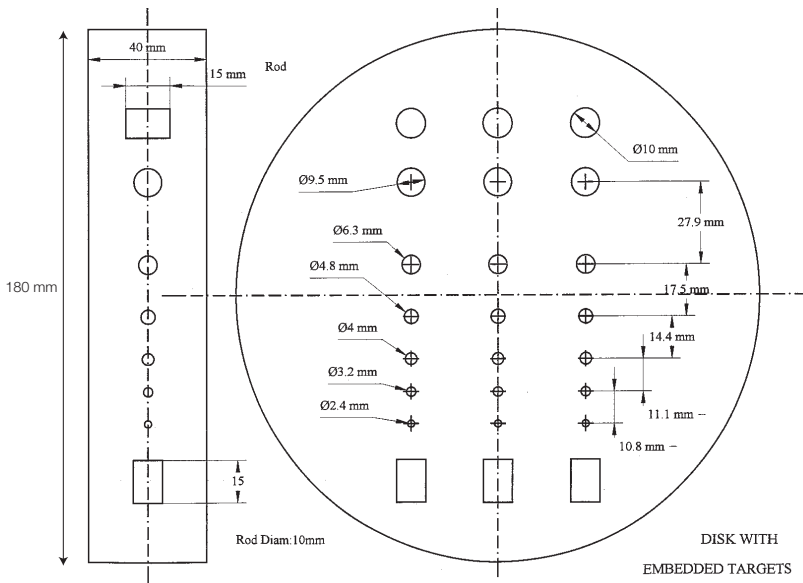 40 mm
15 mm
Rod
Ø10 mm
Ø9.5 mm
27.9 mm
Ø6.3 mm
Ø4.8 mm
180 mm
17.5 mm
14.4 mm
Ø4 mm
Ø3.2 mm
Ø2.4 mm
11.1 mm
10.8 mm
15
Rod Diam:10mm
DISK WITH
EMBEDDED TARGETS